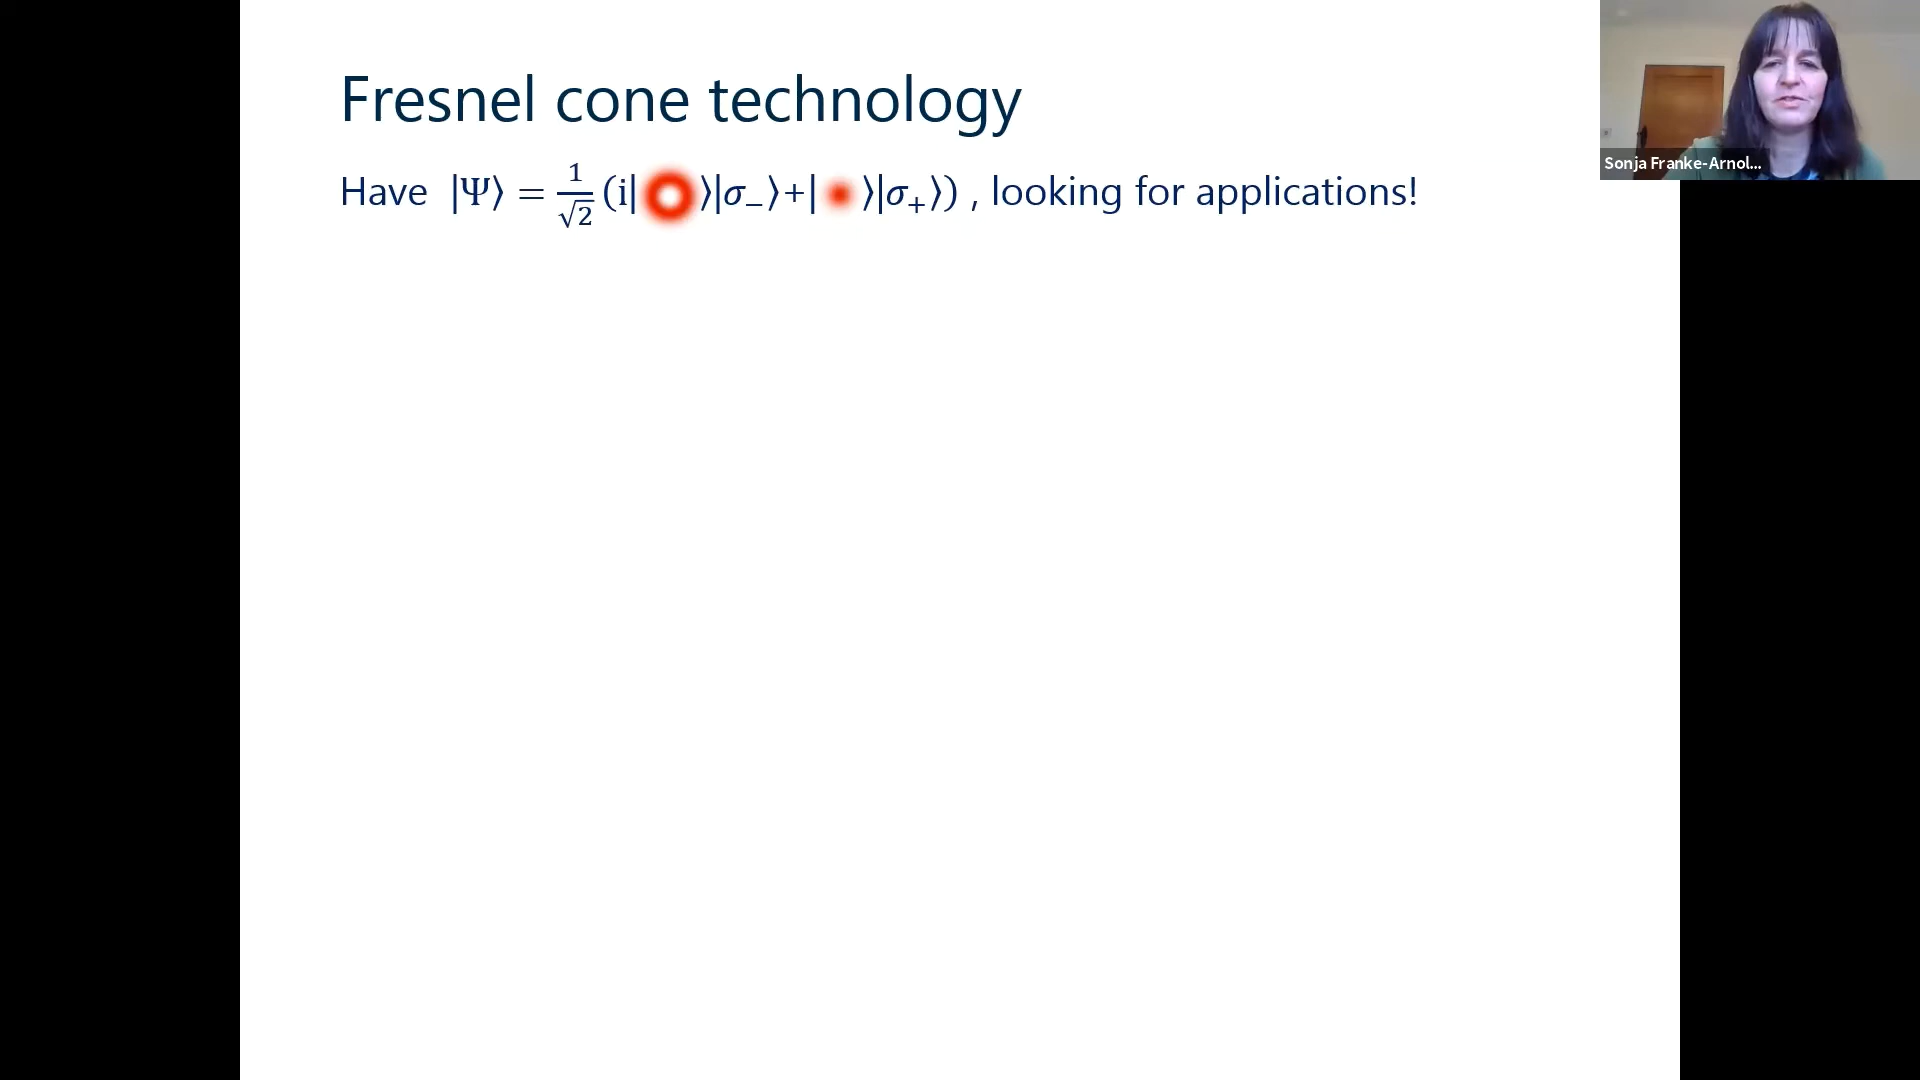 Fresnel cone technology
Have |Ψ⟩ = 1/√2 (i| ⟩|σ₋⟩+| ⟩|σ₊⟩) , looking for applications!
Sonja Franke-Arnol...